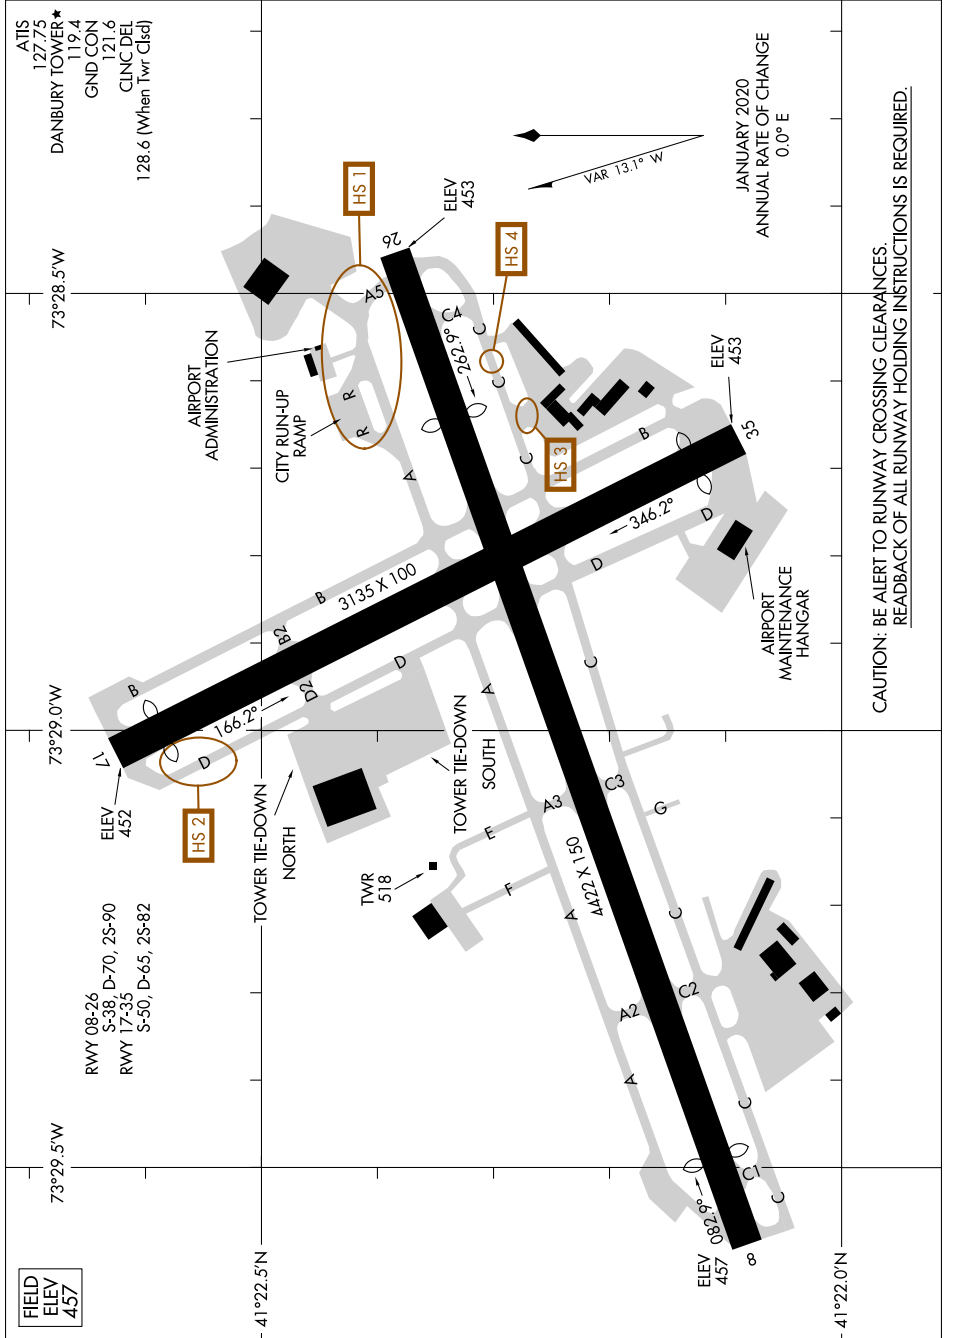 ATIS
127.75
DANBURY TOWER★
119.4
GND CON
121.6
CLNC DEL
128.6 (When Twr Clsd)
FIELD
ELEV
457
RWY 08-26
S-38, D-70, 2S-90
RWY 17-35
S-50, D-65, 2S-82
73°29.5′W
73°29.0′W
73°28.5′W
41°22.5′N
41°22.0′N
JANUARY 2020
ANNUAL RATE OF CHANGE
0.0° E
VAR 13.1° W
HS 1
HS 2
HS 3
HS 4
AIRPORT
ADMINISTRATION
CITY RUN-UP
RAMP
TOWER TIE-DOWN
NORTH
TOWER TIE-DOWN
SOUTH
TWR
518
AIRPORT
MAINTENANCE
HANGAR
ELEV
452
ELEV
453
ELEV
453
ELEV
457
17
35
8
26
166.2°
346.2°
082.9°
262.9°
3135 X 100
4422 X 150
A
A
A
A
A2
A3
A5
B
B
B
B2
C
C
C
C
C
C
C
C1
C2
C3
C4
D
D
D
D
D2
E
F
G
R
R
CAUTION: BE ALERT TO RUNWAY CROSSING CLEARANCES.
READBACK OF ALL RUNWAY HOLDING INSTRUCTIONS IS REQUIRED.